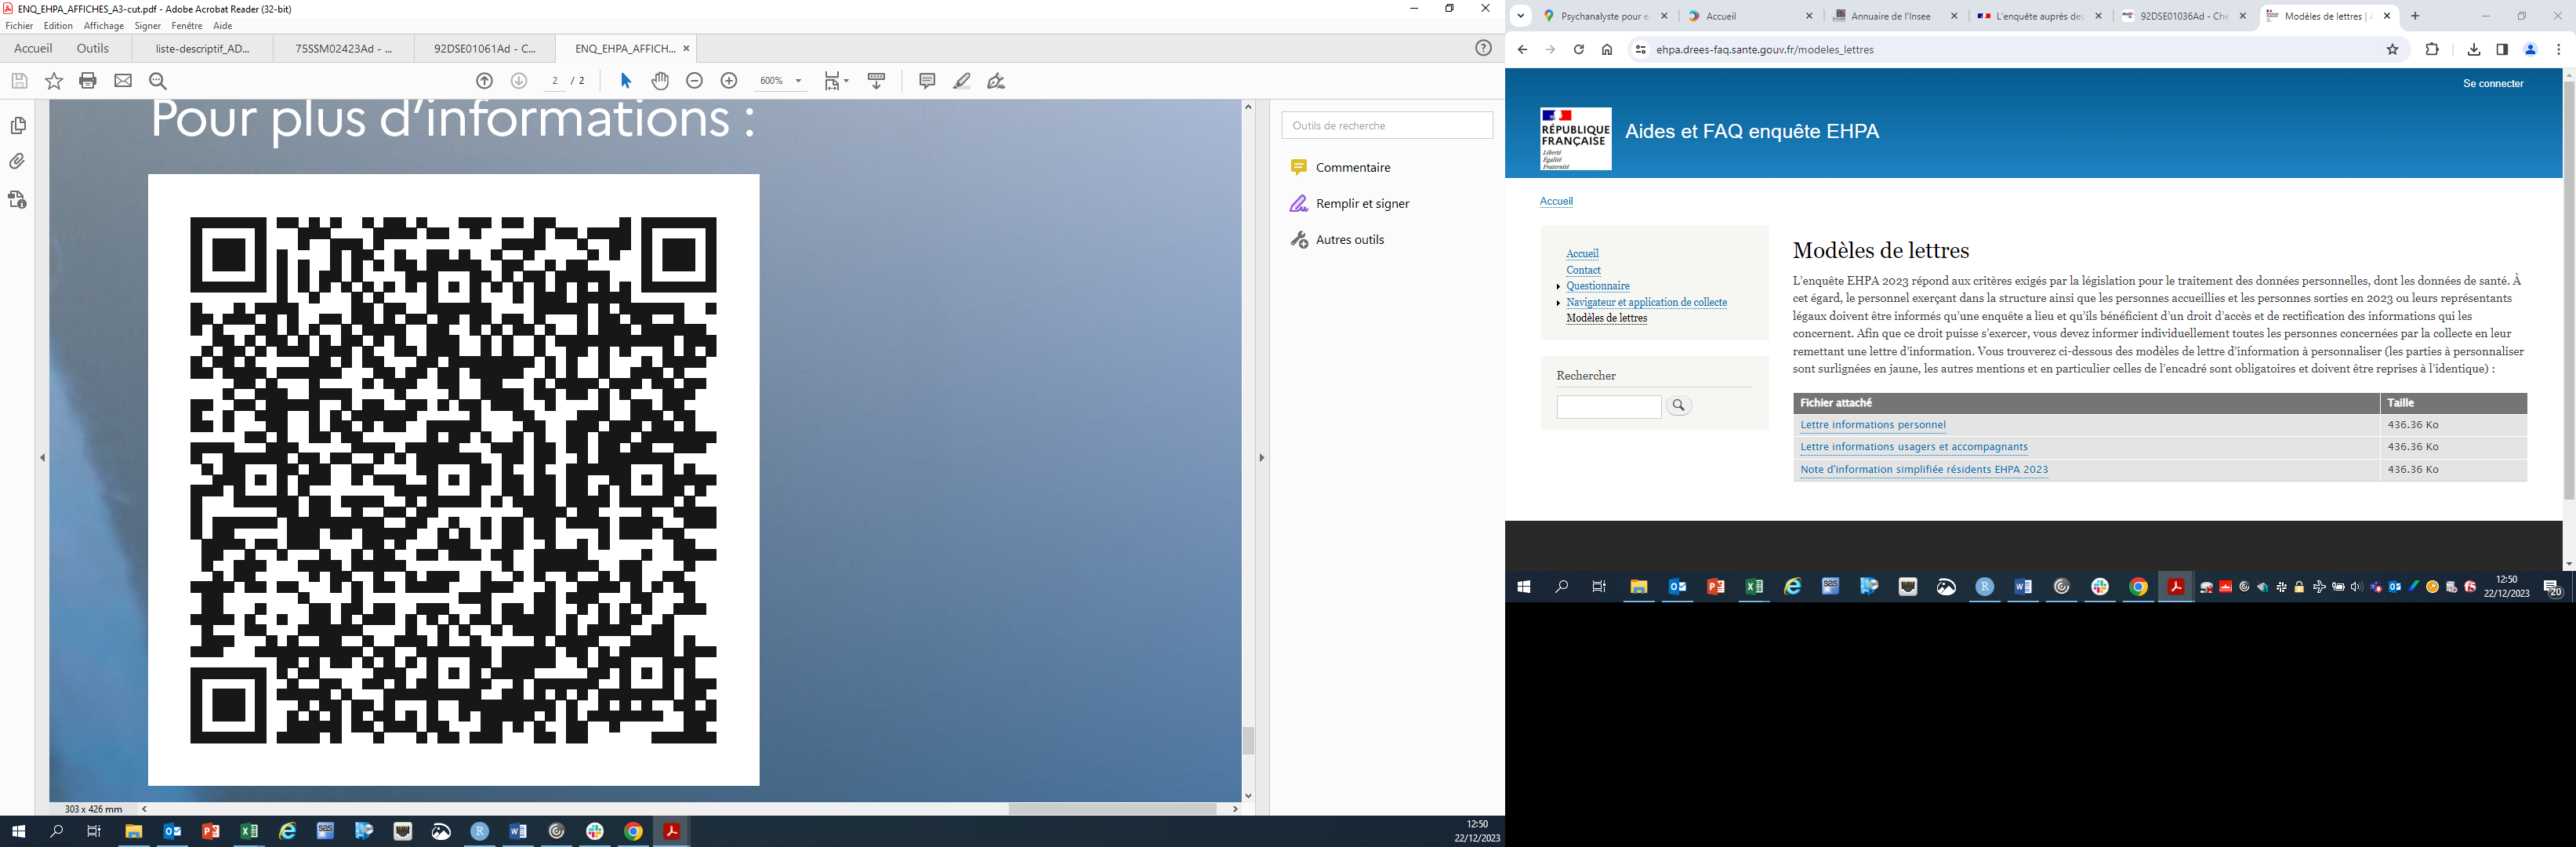 ENQ_EHPA_AFFICHES_A3-cut.pdf - Adobe Acrobat Reader (32-bit)
Fichier Edition Affichage Signer Fenêtre Aide
Accueil Outils liste-descriptif_AD... 75SSM02423Ad - ... 92DSE01061Ad - C... ENQ_EHPA_AFFICH...
2 / 2 600%
Pour plus d'informations :
Outils de recherche
Commentaire
Remplir et signer
Autres outils
303 x 426 mm
12:50
22/12/2023
Psychanalyste pour e Accueil Annuaire de l'Insee L'enquête auprès des 92DSE01036Ad - Che Modèles de lettres | A
ehpa.drees-faq.sante.gouv.fr/modeles_lettres
Se connecter
RÉPUBLIQUE
FRANÇAISE
Liberté
Égalité
Fraternité
Aides et FAQ enquête EHPA
Accueil
Accueil
Contact
Questionnaire
Navigateur et application de collecte
Modèles de lettres
Rechercher
Modèles de lettres
L'enquête EHPA 2023 répond aux critères exigés par la législation pour le traitement des données personnelles, dont les données de santé. À
cet égard, le personnel exerçant dans la structure ainsi que les personnes accueillies et les personnes sorties en 2023 ou leurs représentants
légaux doivent être informés qu'une enquête a lieu et qu'ils bénéficient d'un droit d'accès et de rectification des informations qui les
concernent. Afin que ce droit puisse s'exercer, vous devez informer individuellement toutes les personnes concernées par la collecte en leur
remettant une lettre d'information. Vous trouverez ci-dessous des modèles de lettre d'information à personnaliser (les parties à personnaliser
sont surlignées en jaune, les autres mentions et en particulier celles de l'encadré sont obligatoires et doivent être reprises à l'identique) :
Fichier attaché Taille
Lettre informations personnel 436.36 Ko
Lettre informations usagers et accompagnants 436.36 Ko
Note d'information simplifiée résidents EHPA 2023 436.36 Ko
12:50
22/12/2023
20